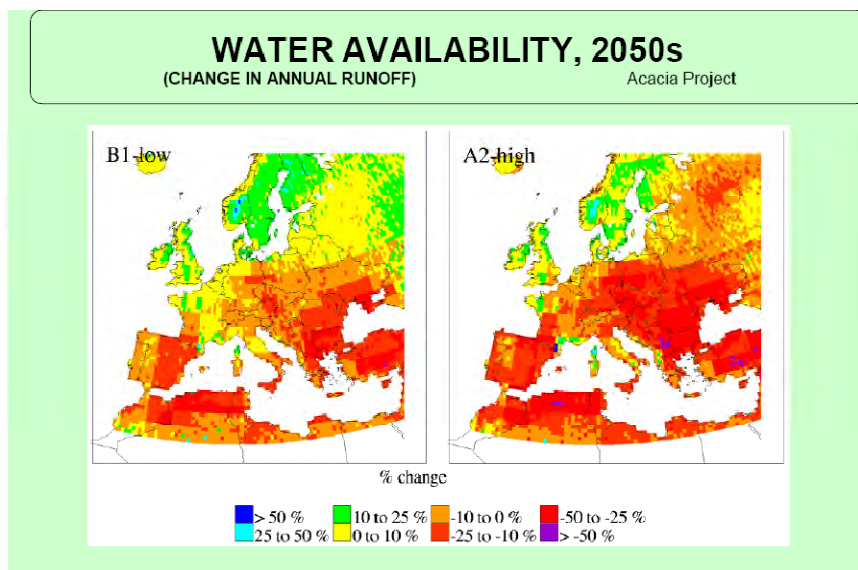 WATER AVAILABILITY, 2050s
(CHANGE IN ANNUAL RUNOFF) Acacia Project
B1-low A2-high
% change
> 50 % 10 to 25 % -10 to 0 % -50 to -25 %
25 to 50 % 0 to 10 % -25 to -10 % > -50 %